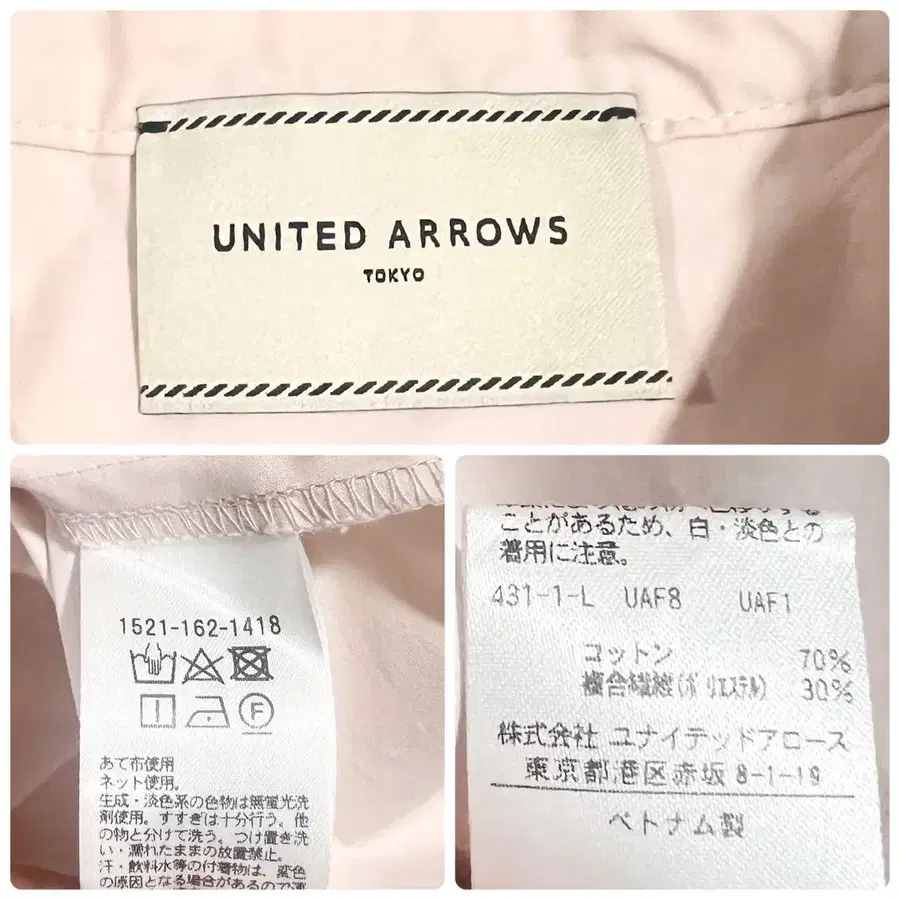 UNITED ARROWS
TOKYO
1521-162-1418
F
あて布使用
ネット使用。
生成・淡色系の色物は無蛍光洗
剤使用。すすぎは十分行う。他
の物と分けて洗う。つけ置き洗
い・濡れたままの放置禁止。
汗・飲料水等の付着物は、変色
の原因となる場合があるので速
ことがあるため、白・淡色との
着用に注意。
431-1-L UAF8 UAF1
コットン 70%
複合繊維(ポリエステル) 30%
株式会社 ユナイテッドアローズ
東京都港区赤坂 8-1-19
ベトナム製